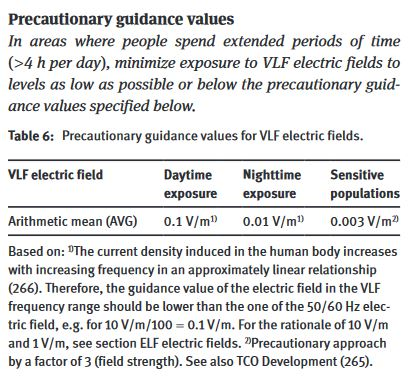 Precautionary guidance values
In areas where people spend extended periods of time
(>4 h per day), minimize exposure to VLF electric fields to
levels as low as possible or below the precautionary guid-
ance values specified below.
Table 6: Precautionary guidance values for VLF electric fields.
VLF electric field Daytime exposure Nighttime exposure Sensitive populations
Arithmetic mean (AVG) 0.1 V/m¹⁾ 0.01 V/m¹⁾ 0.003 V/m²⁾
Based on: ¹⁾The current density induced in the human body increases
with increasing frequency in an approximately linear relationship
(266). Therefore, the guidance value of the electric field in the VLF
frequency range should be lower than the one of the 50/60 Hz elec-
tric field, e.g. for 10 V/m/100 = 0.1 V/m. For the rationale of 10 V/m
and 1 V/m, see section ELF electric fields. ²⁾Precautionary approach
by a factor of 3 (field strength). See also TCO Development (265).